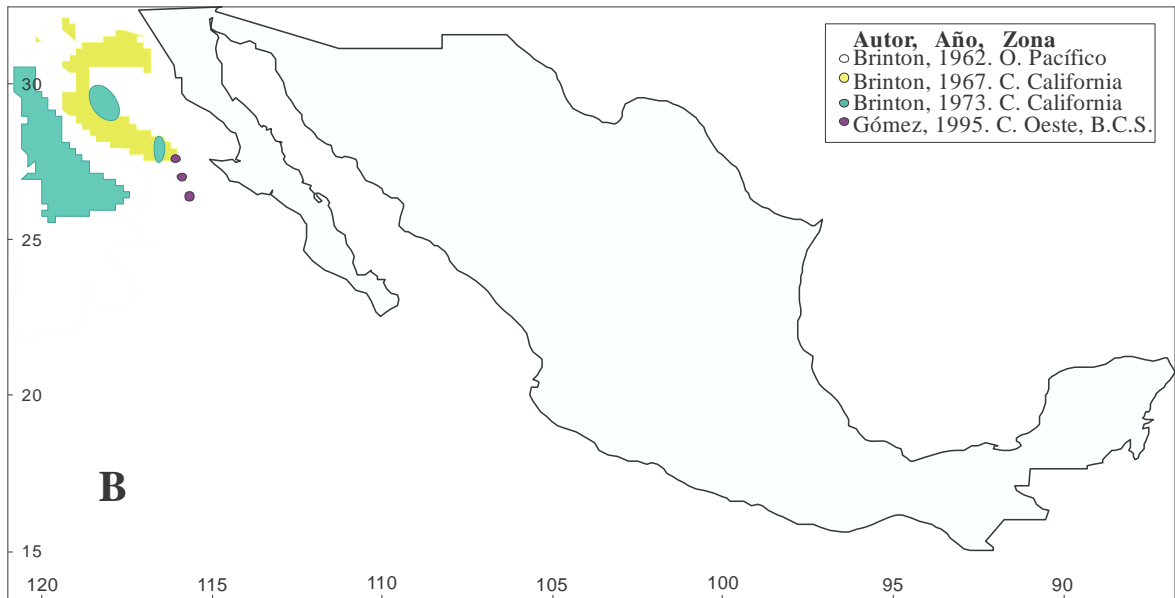 Autor, Año, Zona
Brinton, 1962. O. Pacífico
Brinton, 1967. C. California
Brinton, 1973. C. California
Gómez, 1995. C. Oeste, B.C.S.
30
25
20
B
15
120 115 110 105 100 95 90